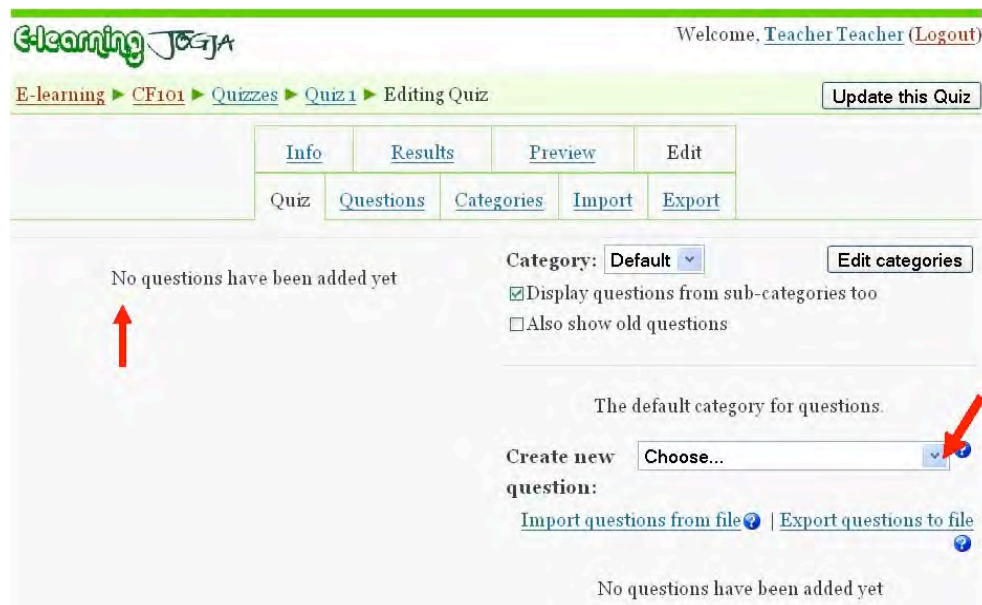 E-learning JOGJA
Welcome, Teacher Teacher (Logout)
E-learning ► CF101 ► Quizzes ► Quiz 1 ► Editing Quiz
Update this Quiz
Info Results Preview Edit
Quiz Questions Categories Import Export
No questions have been added yet
Category: Default
Edit categories
Display questions from sub-categories too
Also show old questions
The default category for questions.
Create new Choose...
question:
Import questions from file | Export questions to file
No questions have been added yet